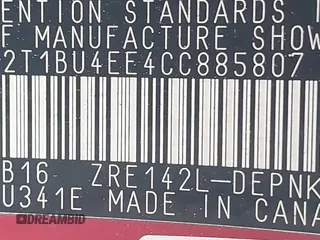 ENTION STANDARDS I
F MANUFACTURE SHOW
2T1BU4EE4CC885807
B16 ZRE142L-DEPNK
U341E MADE IN CANA
DREAMBID